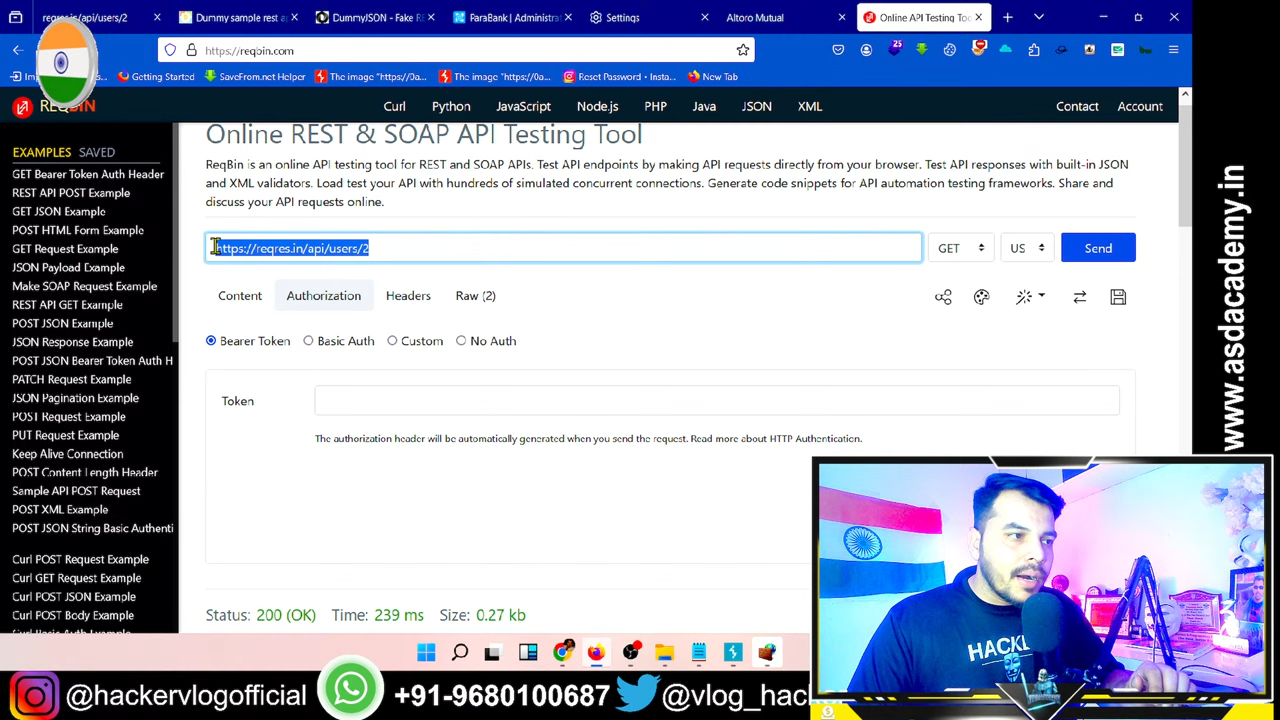 reqres.in/api/users/2
Dummy sample rest a
DummyJSON - Fake R
ParaBank | Administra
Settings
Altoro Mutual
Online API Testing Too
https://reqbin.com
25
Getting Started
SaveFrom.net Helper
The image "https://0a...
The image "https://0a...
Reset Password • Insta...
New Tab
REQBIN
Curl
Python
JavaScript
Node.js
PHP
Java
JSON
XML
Contact
Account
EXAMPLES SAVED
GET Bearer Token Auth Header
REST API POST Example
GET JSON Example
POST HTML Form Example
GET Request Example
JSON Payload Example
Make SOAP Request Example
REST API GET Example
POST JSON Example
JSON Response Example
POST JSON Bearer Token Auth H
PATCH Request Example
JSON Pagination Example
POST Request Example
PUT Request Example
Keep Alive Connection
POST Content Length Header
Sample API POST Request
POST XML Example
POST JSON String Basic Authenti
Curl POST Request Example
Curl GET Request Example
Curl POST JSON Example
Curl POST Body Example
Online REST & SOAP API Testing Tool
ReqBin is an online API testing tool for REST and SOAP APIs. Test API endpoints by making API requests directly from your browser. Test API responses with built-in JSON
and XML validators. Load test your API with hundreds of simulated concurrent connections. Generate code snippets for API automation testing frameworks. Share and
discuss your API requests online.
https://reqres.in/api/users/2
GET
US
Send
Content
Authorization
Headers
Raw (2)
Bearer Token
Basic Auth
Custom
No Auth
Token
The authorization header will be automatically generated when you send the request. Read more about HTTP Authentication.
Status: 200 (OK) Time: 239 ms Size: 0.27 kb
www.asdacademy.in
HACKE
@hackervlogofficial
+91-9680100687
@vlog_hac